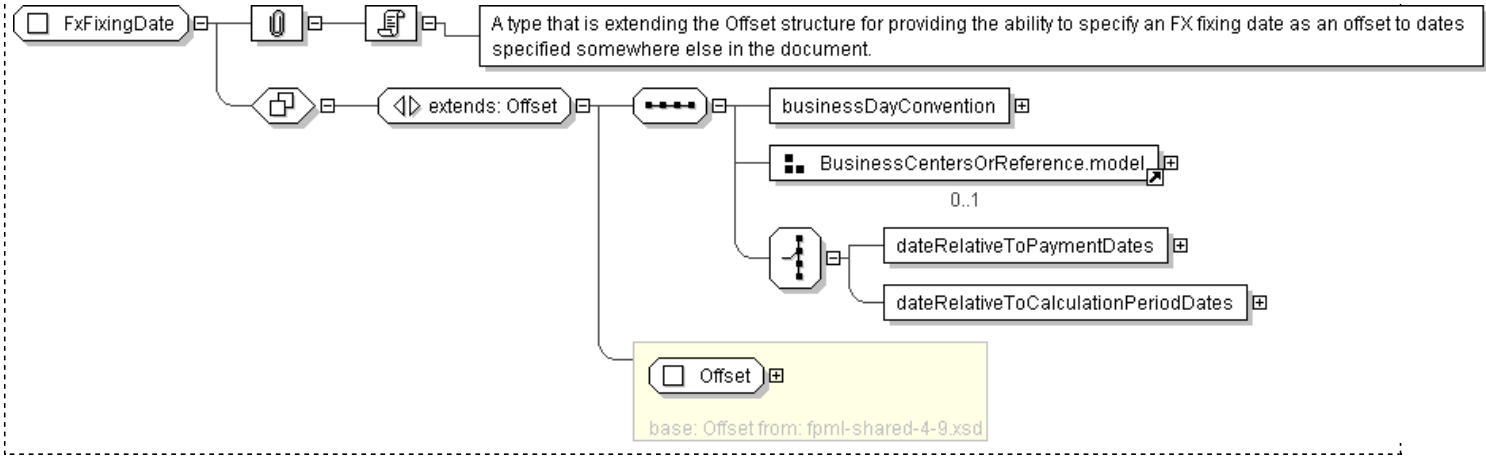 FxFixingDate
A type that is extending the Offset structure for providing the ability to specify an FX fixing date as an offset to dates
specified somewhere else in the document.
extends: Offset
businessDayConvention
BusinessCentersOrReference.model
0..1
dateRelativeToPaymentDates
dateRelativeToCalculationPeriodDates
Offset
base: Offset from: fpml-shared-4-9.xsd